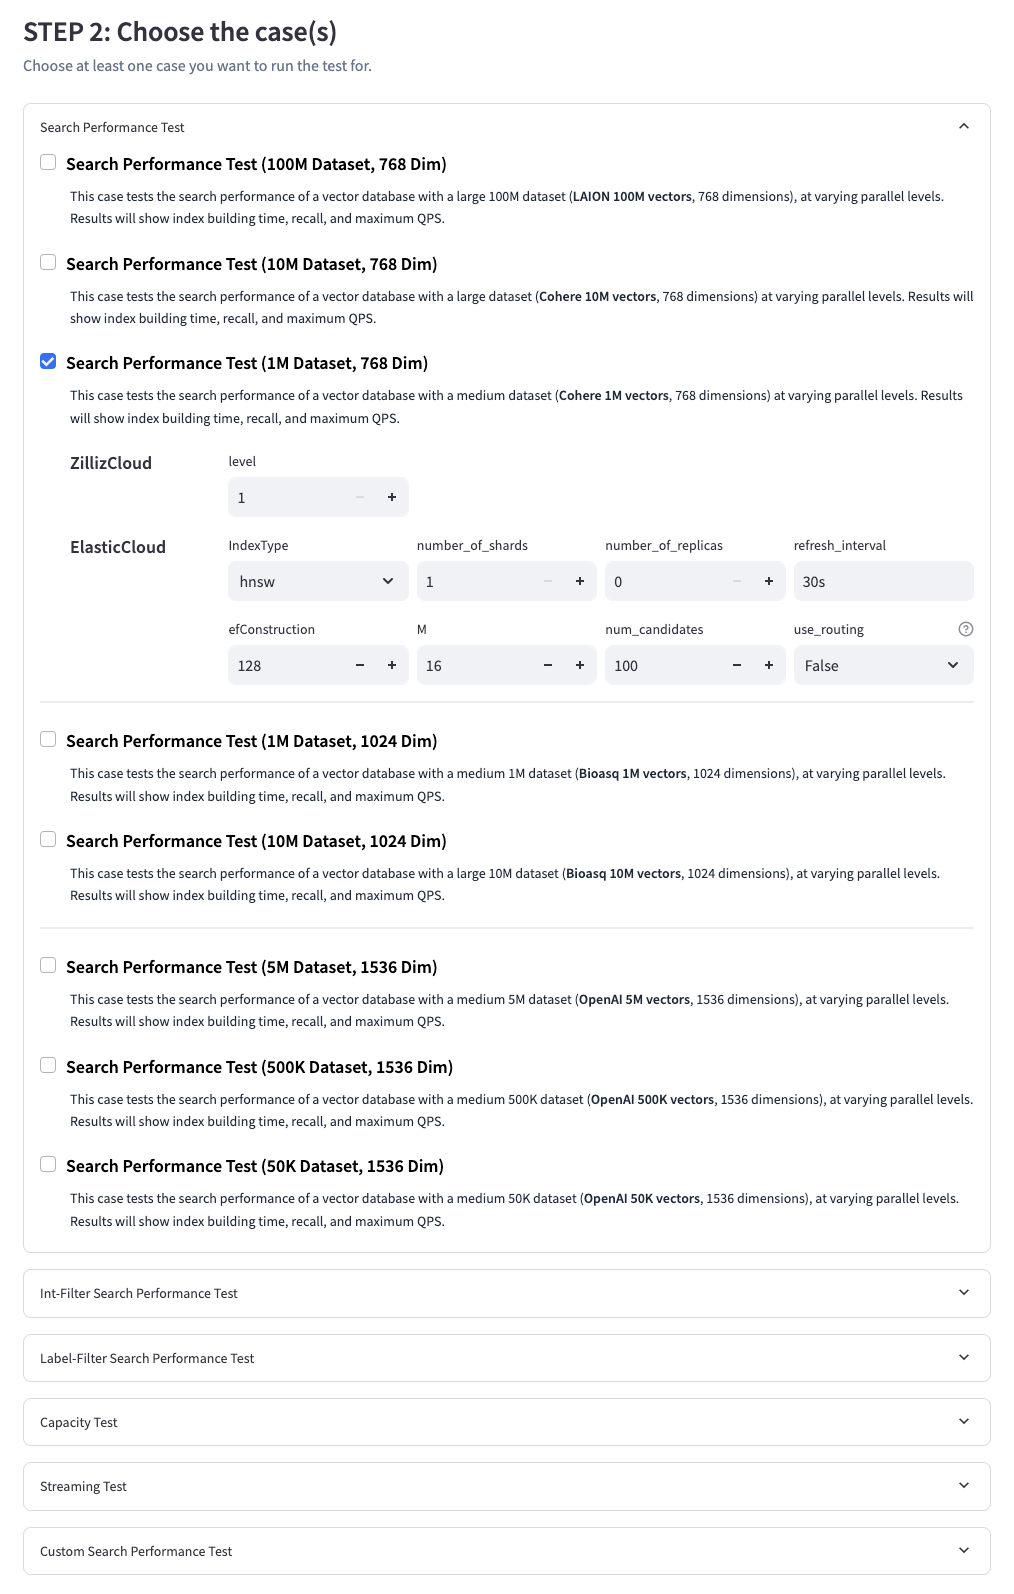 STEP 2: Choose the case(s)
Choose at least one case you want to run the test for.
Search Performance Test
Search Performance Test (100M Dataset, 768 Dim)
This case tests the search performance of a vector database with a large 100M dataset (LAION 100M vectors, 768 dimensions), at varying parallel levels.
Results will show index building time, recall, and maximum QPS.
Search Performance Test (10M Dataset, 768 Dim)
This case tests the search performance of a vector database with a large dataset (Cohere 10M vectors, 768 dimensions) at varying parallel levels. Results will
show index building time, recall, and maximum QPS.
Search Performance Test (1M Dataset, 768 Dim)
This case tests the search performance of a vector database with a medium dataset (Cohere 1M vectors, 768 dimensions) at varying parallel levels. Results
will show index building time, recall, and maximum QPS.
ZillizCloud
level
1
ElasticCloud
IndexType number_of_shards number_of_replicas refresh_interval
hnsw 1 0 30s
efConstruction M num_candidates use_routing
128 16 100 False
Search Performance Test (1M Dataset, 1024 Dim)
This case tests the search performance of a vector database with a medium 1M dataset (Bioasq 1M vectors, 1024 dimensions), at varying parallel levels.
Results will show index building time, recall, and maximum QPS.
Search Performance Test (10M Dataset, 1024 Dim)
This case tests the search performance of a vector database with a large 10M dataset (Bioasq 10M vectors, 1024 dimensions), at varying parallel levels.
Results will show index building time, recall, and maximum QPS.
Search Performance Test (5M Dataset, 1536 Dim)
This case tests the search performance of a vector database with a medium 5M dataset (OpenAI 5M vectors, 1536 dimensions), at varying parallel levels.
Results will show index building time, recall, and maximum QPS.
Search Performance Test (500K Dataset, 1536 Dim)
This case tests the search performance of a vector database with a medium 500K dataset (OpenAI 500K vectors, 1536 dimensions), at varying parallel levels.
Results will show index building time, recall, and maximum QPS.
Search Performance Test (50K Dataset, 1536 Dim)
This case tests the search performance of a vector database with a medium 50K dataset (OpenAI 50K vectors, 1536 dimensions), at varying parallel levels.
Results will show index building time, recall, and maximum QPS.
Int-Filter Search Performance Test
Label-Filter Search Performance Test
Capacity Test
Streaming Test
Custom Search Performance Test